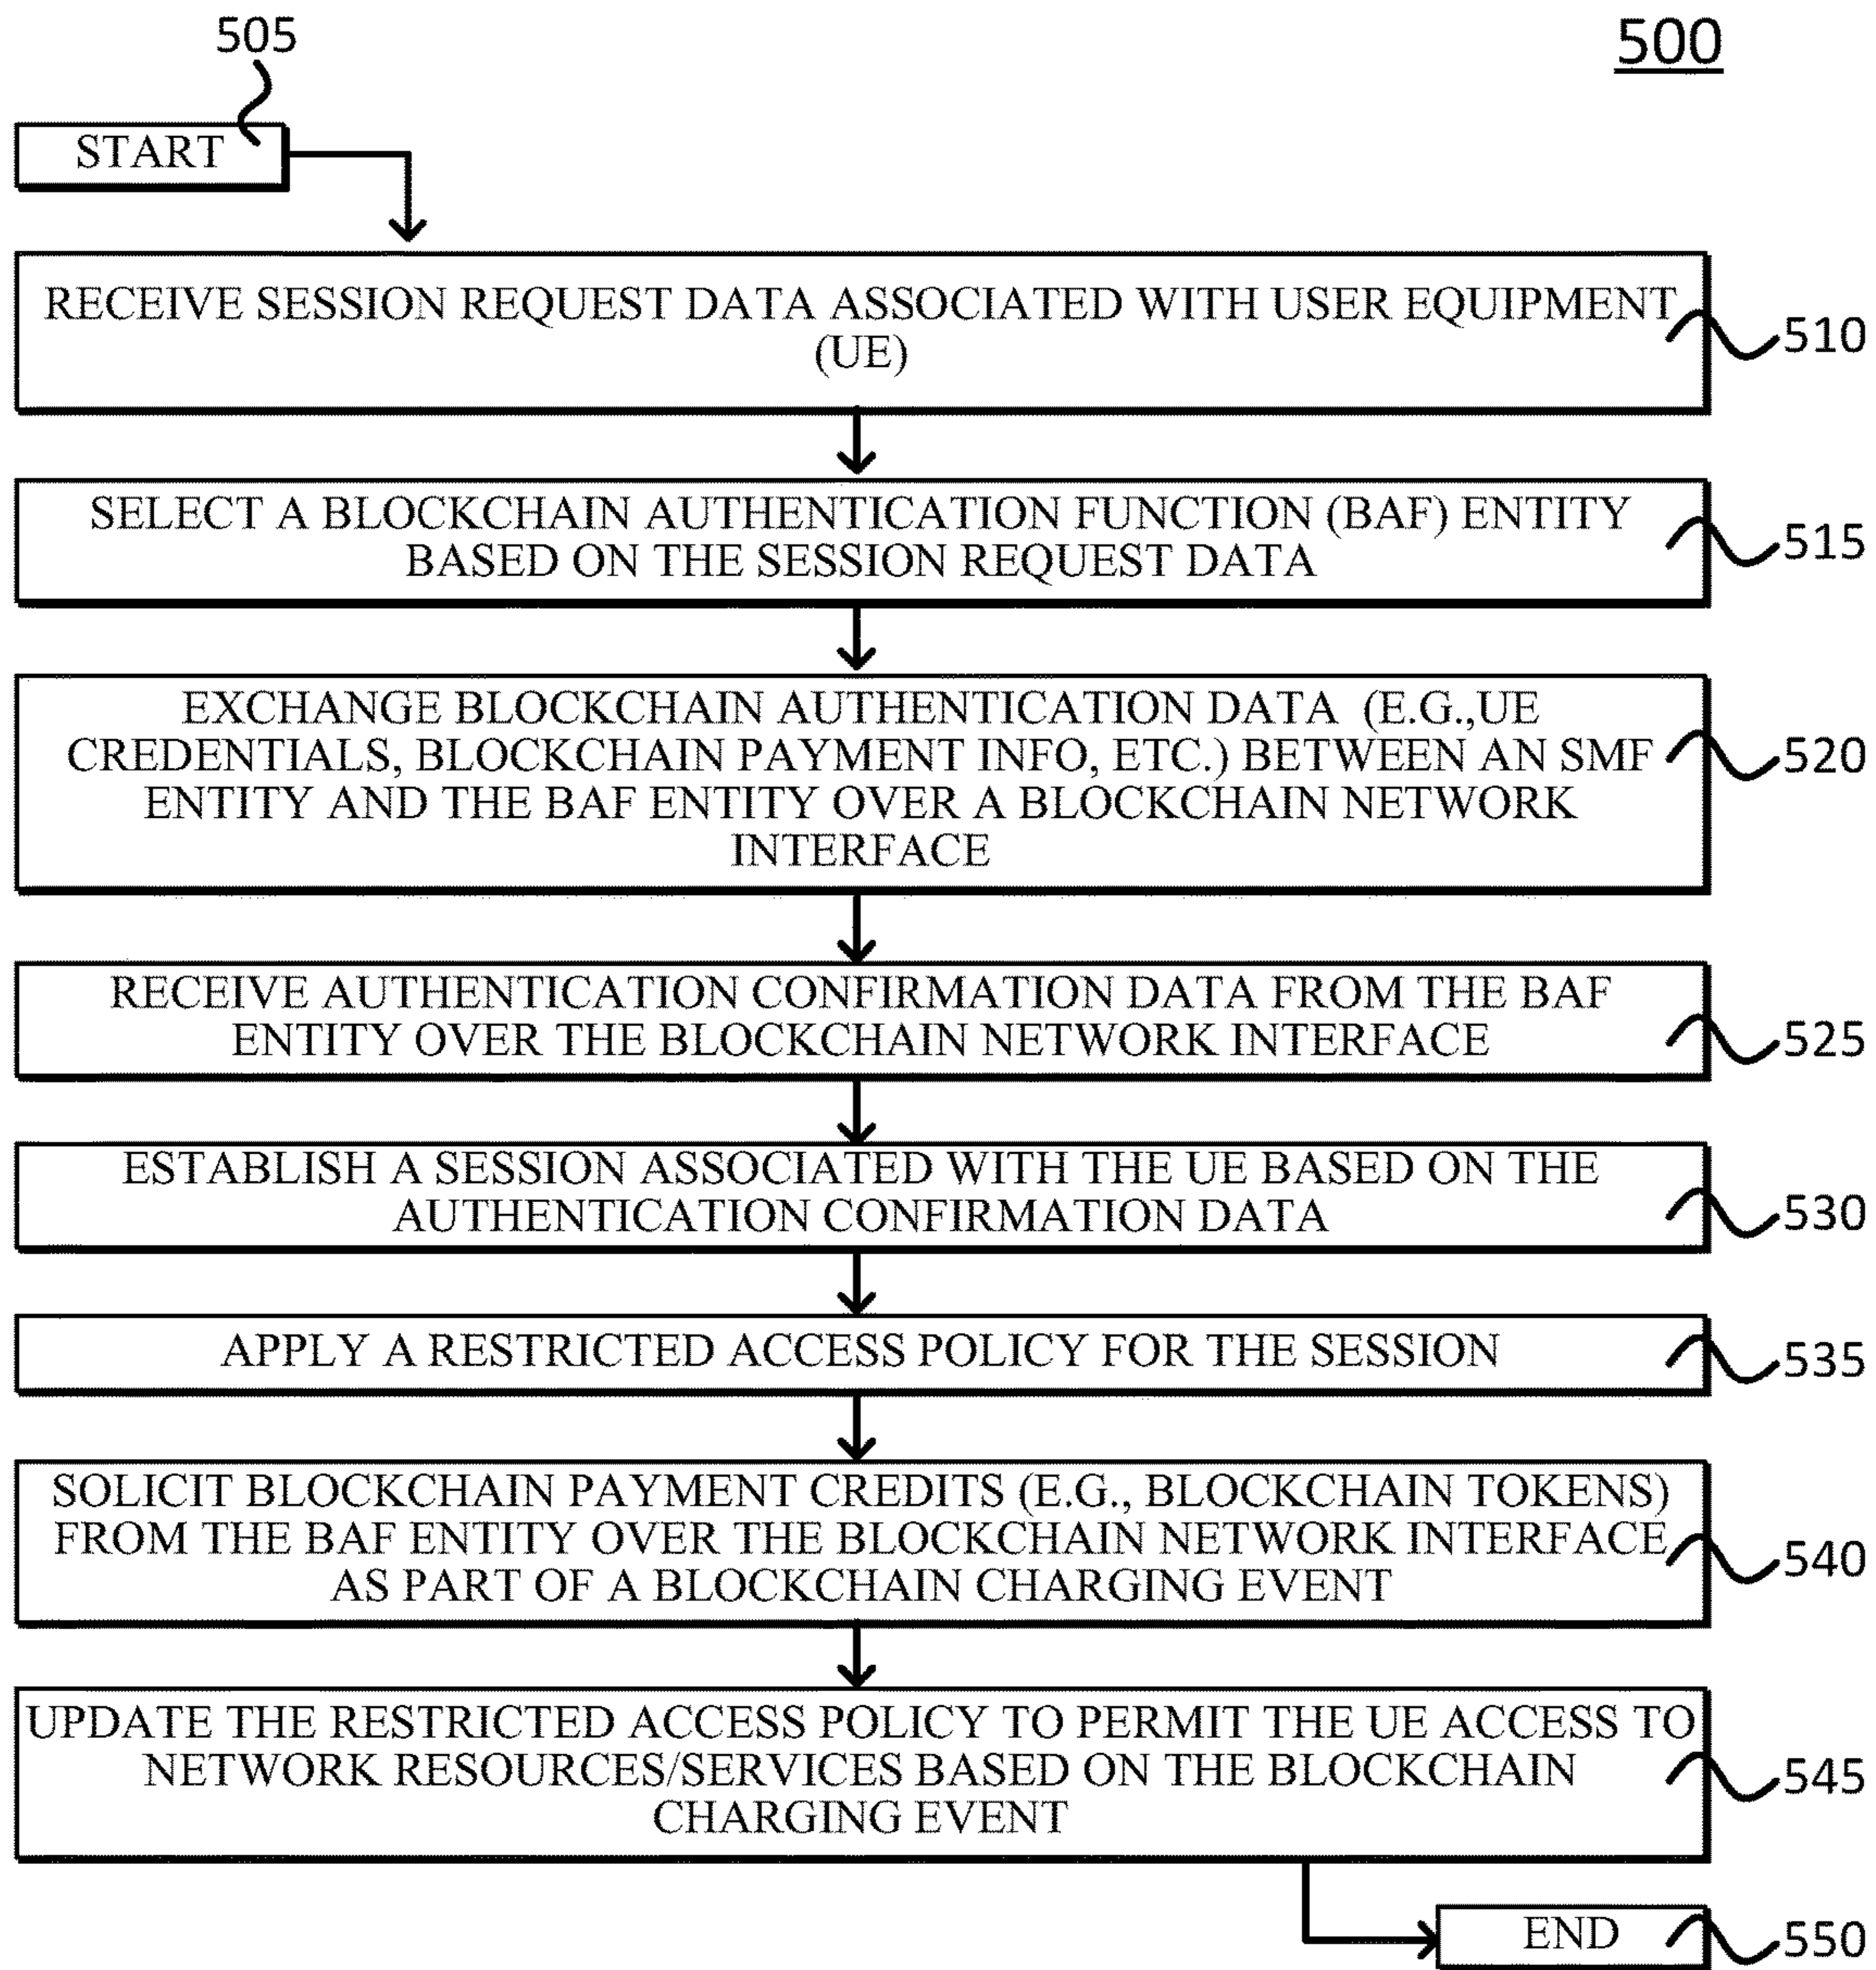 505
500
START
RECEIVE SESSION REQUEST DATA ASSOCIATED WITH USER EQUIPMENT
(UE)
510
SELECT A BLOCKCHAIN AUTHENTICATION FUNCTION (BAF) ENTITY
BASED ON THE SESSION REQUEST DATA
515
EXCHANGE BLOCKCHAIN AUTHENTICATION DATA (E.G.,UE
CREDENTIALS, BLOCKCHAIN PAYMENT INFO, ETC.) BETWEEN AN SMF
ENTITY AND THE BAF ENTITY OVER A BLOCKCHAIN NETWORK
INTERFACE
520
RECEIVE AUTHENTICATION CONFIRMATION DATA FROM THE BAF
ENTITY OVER THE BLOCKCHAIN NETWORK INTERFACE
525
ESTABLISH A SESSION ASSOCIATED WITH THE UE BASED ON THE
AUTHENTICATION CONFIRMATION DATA
530
APPLY A RESTRICTED ACCESS POLICY FOR THE SESSION
535
SOLICIT BLOCKCHAIN PAYMENT CREDITS (E.G., BLOCKCHAIN TOKENS)
FROM THE BAF ENTITY OVER THE BLOCKCHAIN NETWORK INTERFACE
AS PART OF A BLOCKCHAIN CHARGING EVENT
540
UPDATE THE RESTRICTED ACCESS POLICY TO PERMIT THE UE ACCESS TO
NETWORK RESOURCES/SERVICES BASED ON THE BLOCKCHAIN
CHARGING EVENT
545
END
550